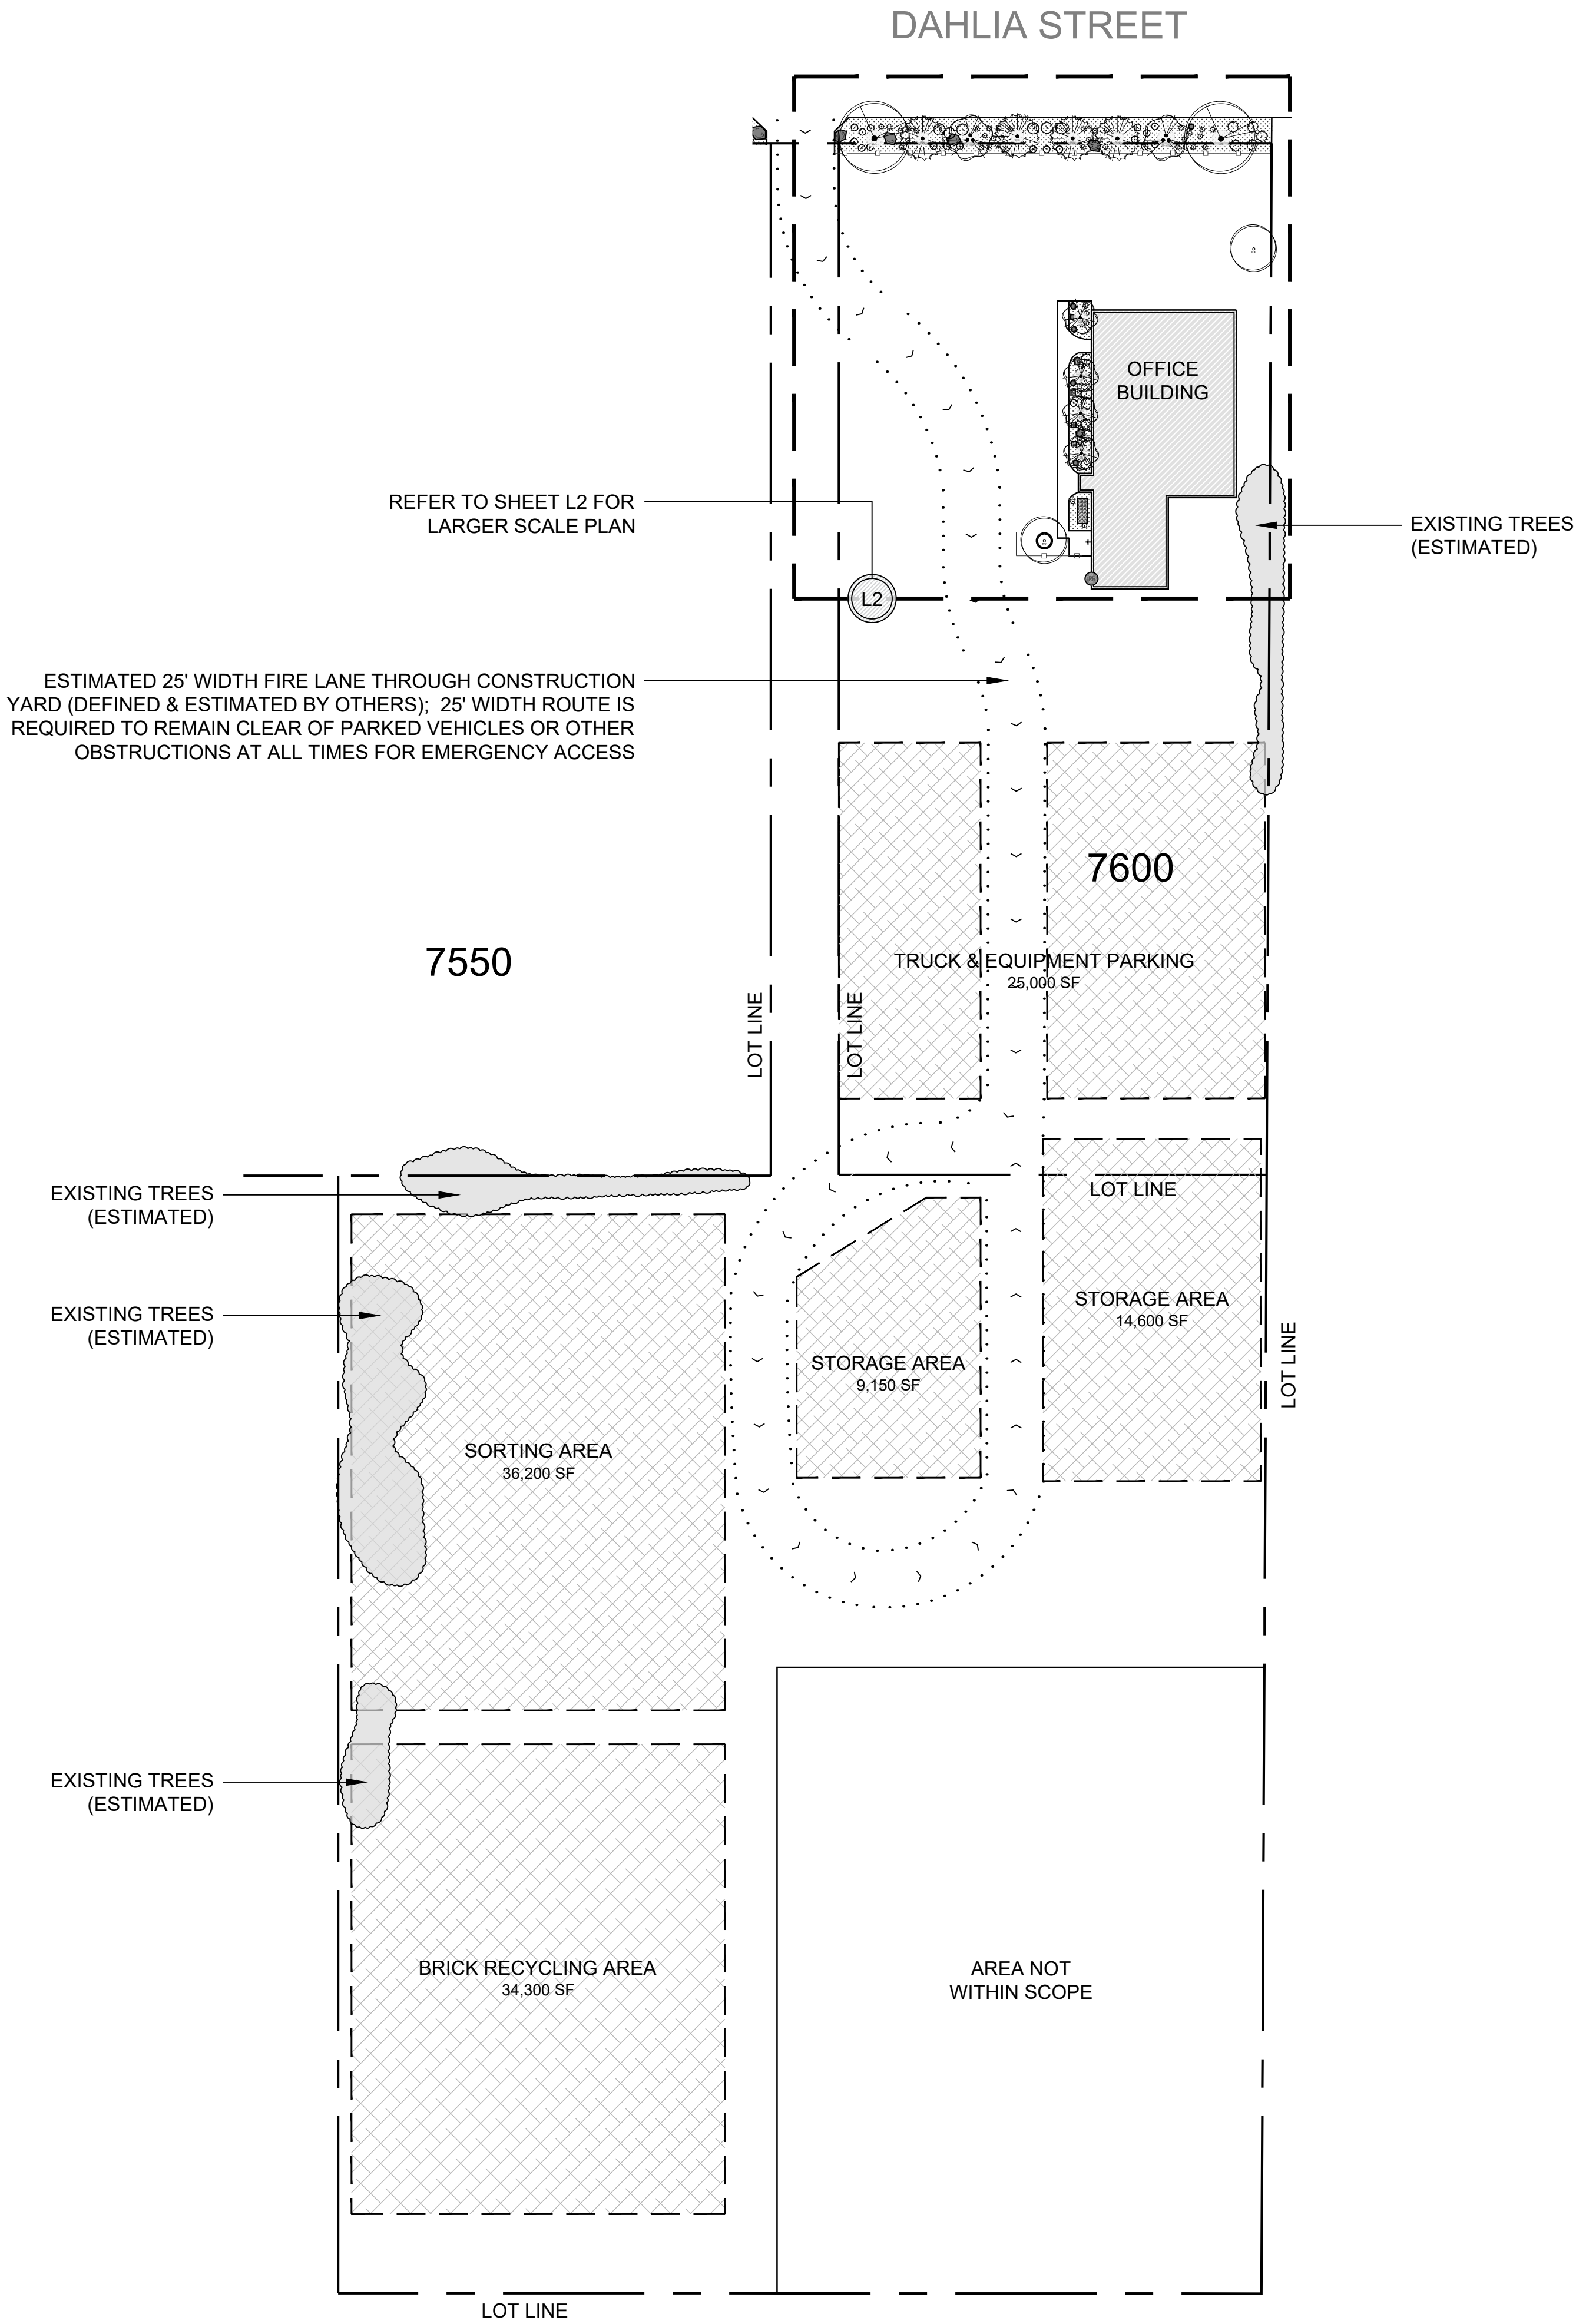 DAHLIA STREET
OFFICE
BUILDING
REFER TO SHEET L2 FOR
LARGER SCALE PLAN
EXISTING TREES
(ESTIMATED)
L2
ESTIMATED 25' WIDTH FIRE LANE THROUGH CONSTRUCTION
YARD (DEFINED & ESTIMATED BY OTHERS); 25' WIDTH ROUTE IS
REQUIRED TO REMAIN CLEAR OF PARKED VEHICLES OR OTHER
OBSTRUCTIONS AT ALL TIMES FOR EMERGENCY ACCESS
7600
7550
TRUCK & EQUIPMENT PARKING
25,000 SF
LOT LINE
LOT LINE
EXISTING TREES
(ESTIMATED)
LOT LINE
EXISTING TREES
(ESTIMATED)
STORAGE AREA
14,600 SF
LOT LINE
STORAGE AREA
9,150 SF
SORTING AREA
36,200 SF
EXISTING TREES
(ESTIMATED)
BRICK RECYCLING AREA
34,300 SF
AREA NOT
WITHIN SCOPE
LOT LINE